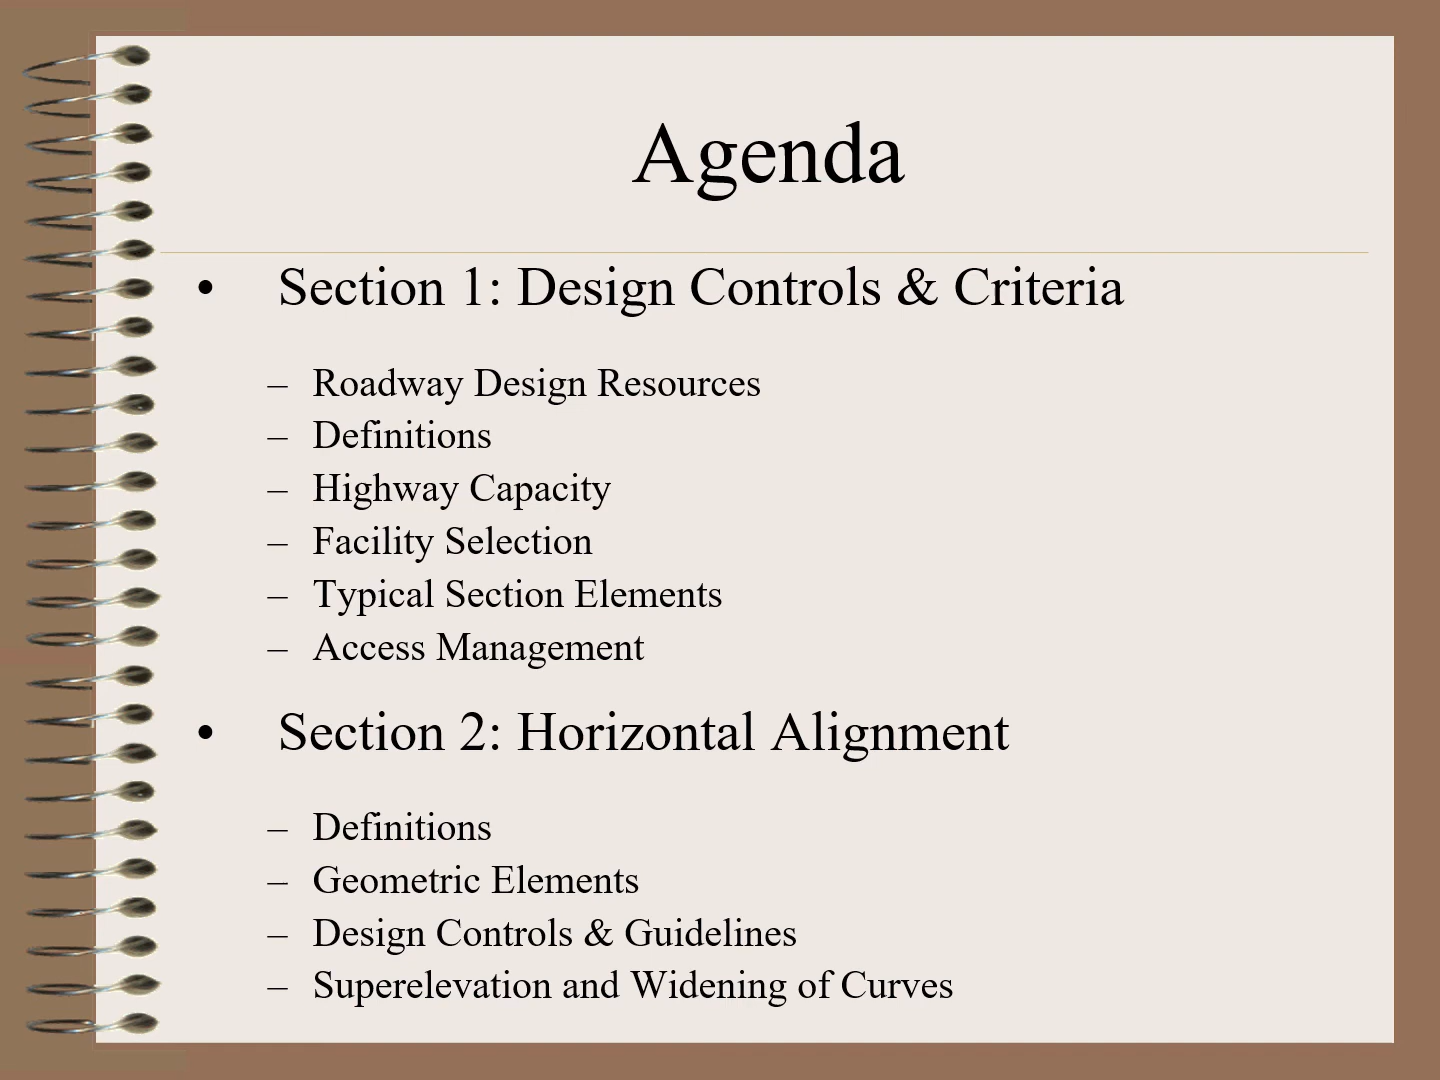 Agenda
• Section 1: Design Controls & Criteria
– Roadway Design Resources
– Definitions
– Highway Capacity
– Facility Selection
– Typical Section Elements
– Access Management
• Section 2: Horizontal Alignment
– Definitions
– Geometric Elements
– Design Controls & Guidelines
– Superelevation and Widening of Curves